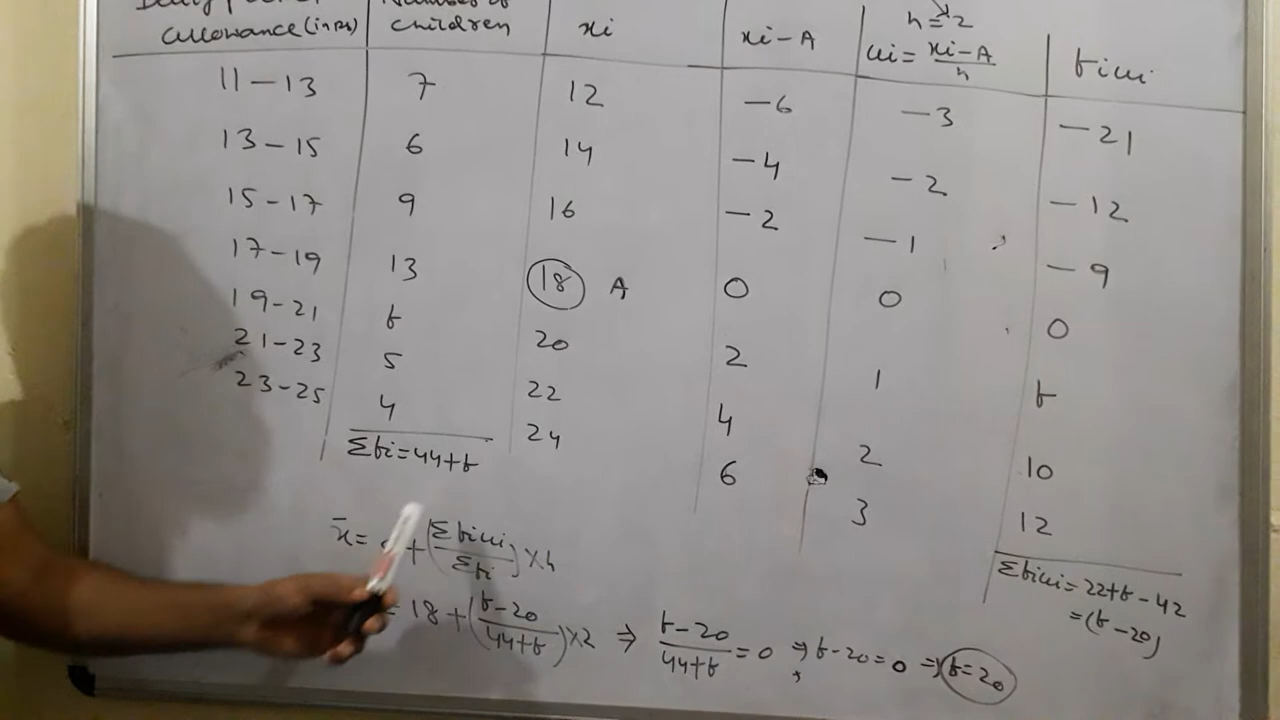 h = 2
allowance (in Rs) children xi xi-A ui = xi-A/h fiui
11-13 7 12 -6 -3 -21
13-15 6 14 -4 -2 -12
15-17 9 16 -2 -1 -9
17-19 13 18 A 0 0 0
19-21 f 20 2 1 f
21-23 5 22 4 2 10
23-25 4 24 6 3 12
Σfi = 44+f
Σfiui = 22+f-42
= (f-20)
x̄ = + (Σfiui/Σfi) × h
= 18 + (f-20/44+f) × 2 ⇒ f-20/44+f = 0 ⇒ f-20 = 0 ⇒ f=20